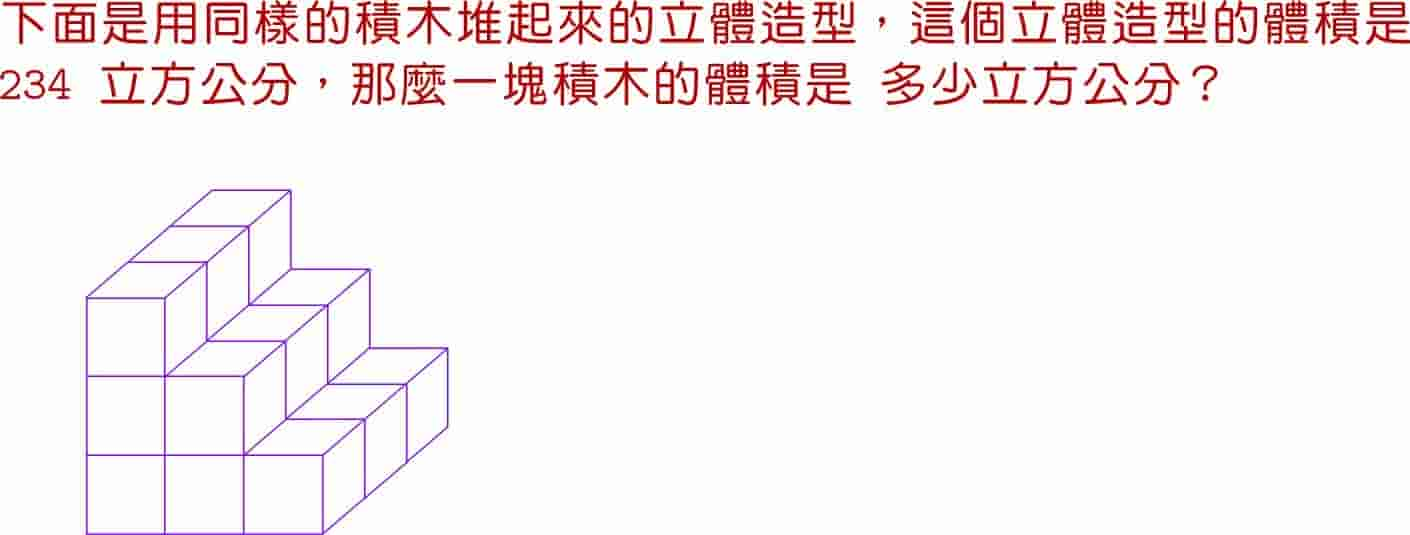 下面是用同樣的積木堆起來的立體造型，這個立體造型的體積是
234 立方公分，那麼一塊積木的體積是 多少立方公分？